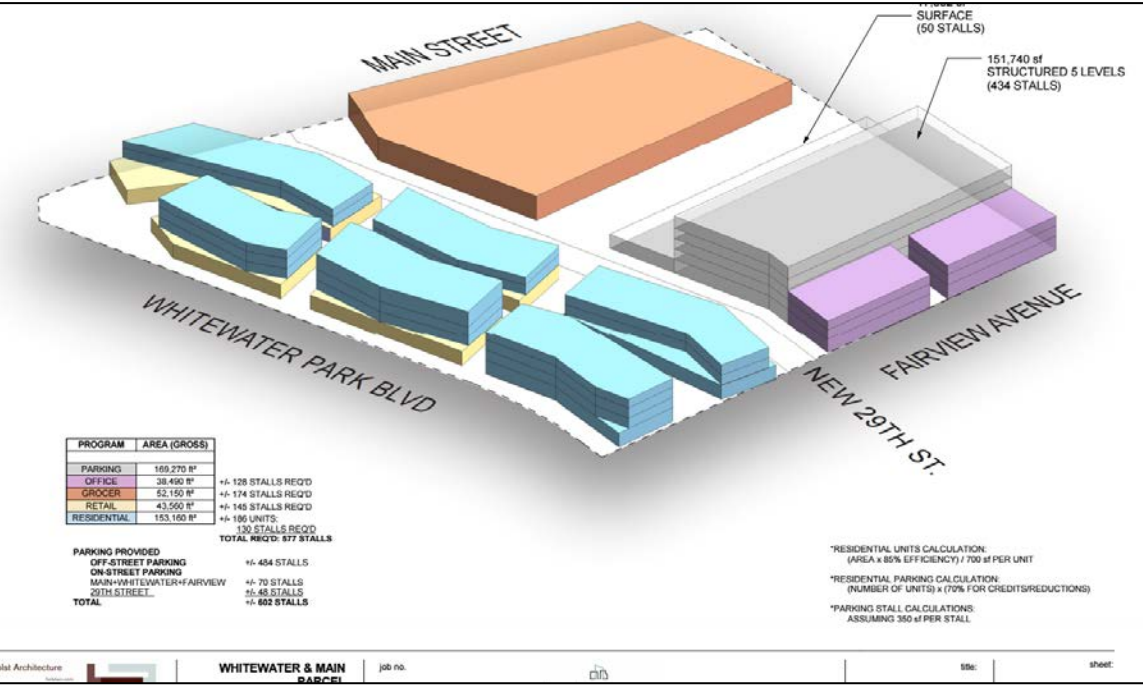 SURFACE
(50 STALLS)
151,740 sf
STRUCTURED 5 LEVELS
(434 STALLS)
MAIN STREET
WHITEWATER PARK BLVD
FAIRVIEW AVENUE
NEW 29TH ST.
PROGRAM AREA (GROSS)
PARKING 169,270 ft²
OFFICE 38,490 ft² +/- 128 STALLS REQ'D
GROCER 52,150 ft² +/- 174 STALLS REQ'D
RETAIL 43,560 ft² +/- 145 STALLS REQ'D
RESIDENTIAL 153,160 ft² +/- 186 UNITS:
130 STALLS REQ'D
TOTAL REQ'D: 577 STALLS
PARKING PROVIDED
OFF-STREET PARKING +/- 484 STALLS
ON-STREET PARKING
MAIN+WHITEWATER+FAIRVIEW +/- 70 STALLS
29TH STREET +/- 48 STALLS
TOTAL +/- 602 STALLS
*RESIDENTIAL UNITS CALCULATION:
(AREA x 85% EFFICIENCY) / 700 sf PER UNIT
*RESIDENTIAL PARKING CALCULATION:
(NUMBER OF UNITS) x (70% FOR CREDITS/REDUCTIONS)
*PARKING STALL CALCULATIONS:
ASSUMING 350 sf PER STALL
Architecture
WHITEWATER & MAIN
PARCEL
job no.
title:
sheet: